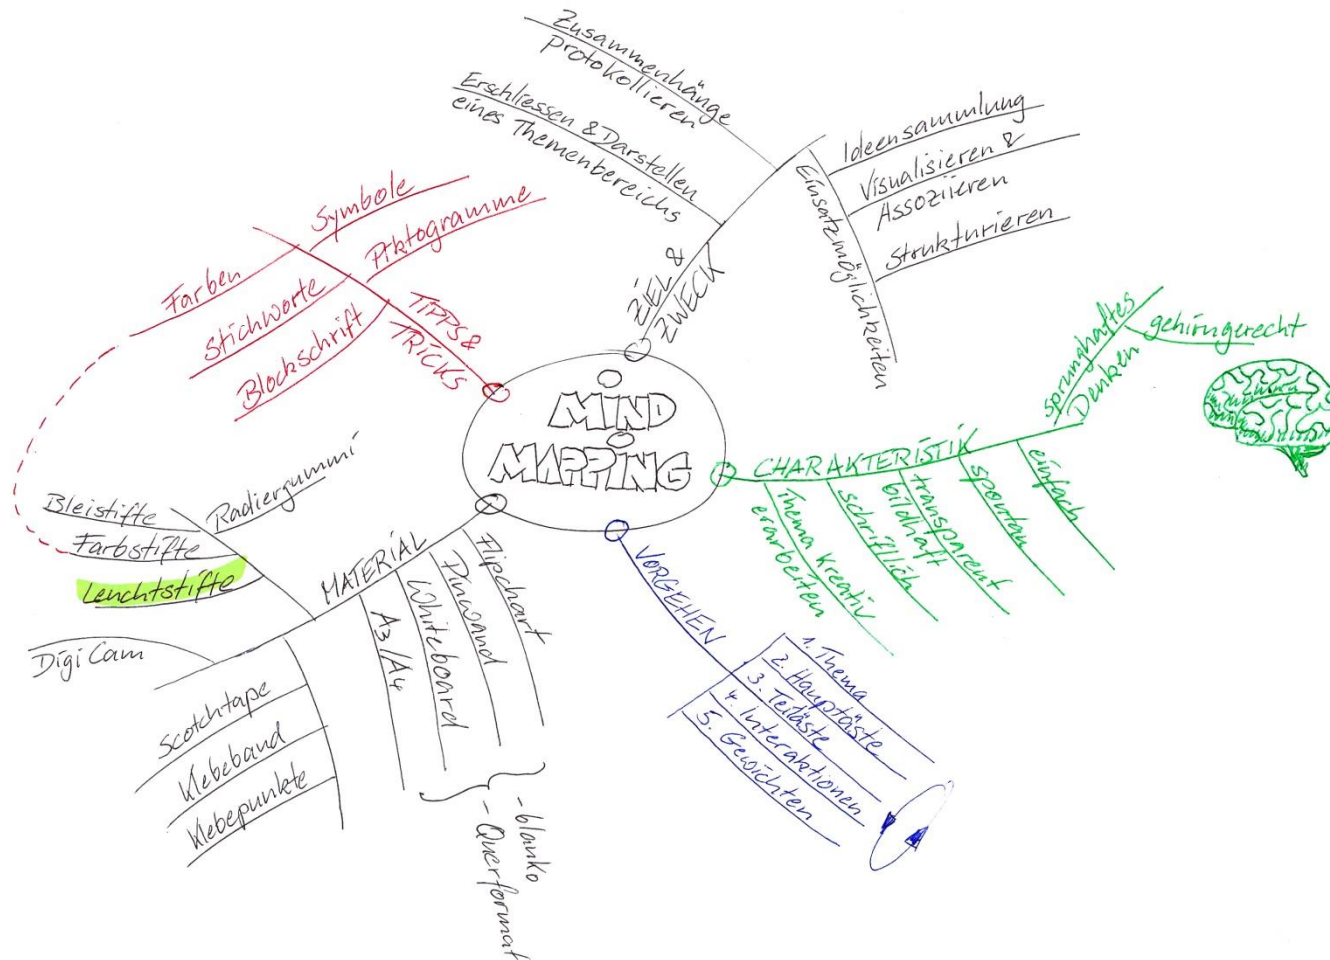 MIND
MAPPING
ZIEL &
ZWECK
Zusammenhänge
protokollieren
Erschliessen & Darstellen
eines Themenbereichs
Einsatzmöglichkeiten
Ideensammlung
Visualisieren &
Assoziieren
Strukturieren
CHARAKTERISTIK
sprunghaftes
Denken
gehirngerecht
einfach
spontan
transparent
bildhaft
schriftlich
Thema kreativ
erarbeiten
VORGEHEN
1. Thema
2. Hauptäste
3. Teiläste
4. Interaktionen
5. Gewichten
MATERIAL
Flipchart
Pinwand
Whiteboard
A3/A4
- blanko
- Querformat
Radiergummi
Bleistifte
Farbstifte
Leuchtstifte
DigiCam
Scotchtape
Klebeband
Klebepunkte
TIPPS &
TRICKS
Symbole
Piktogramme
Farben
Stichworte
Blockschrift